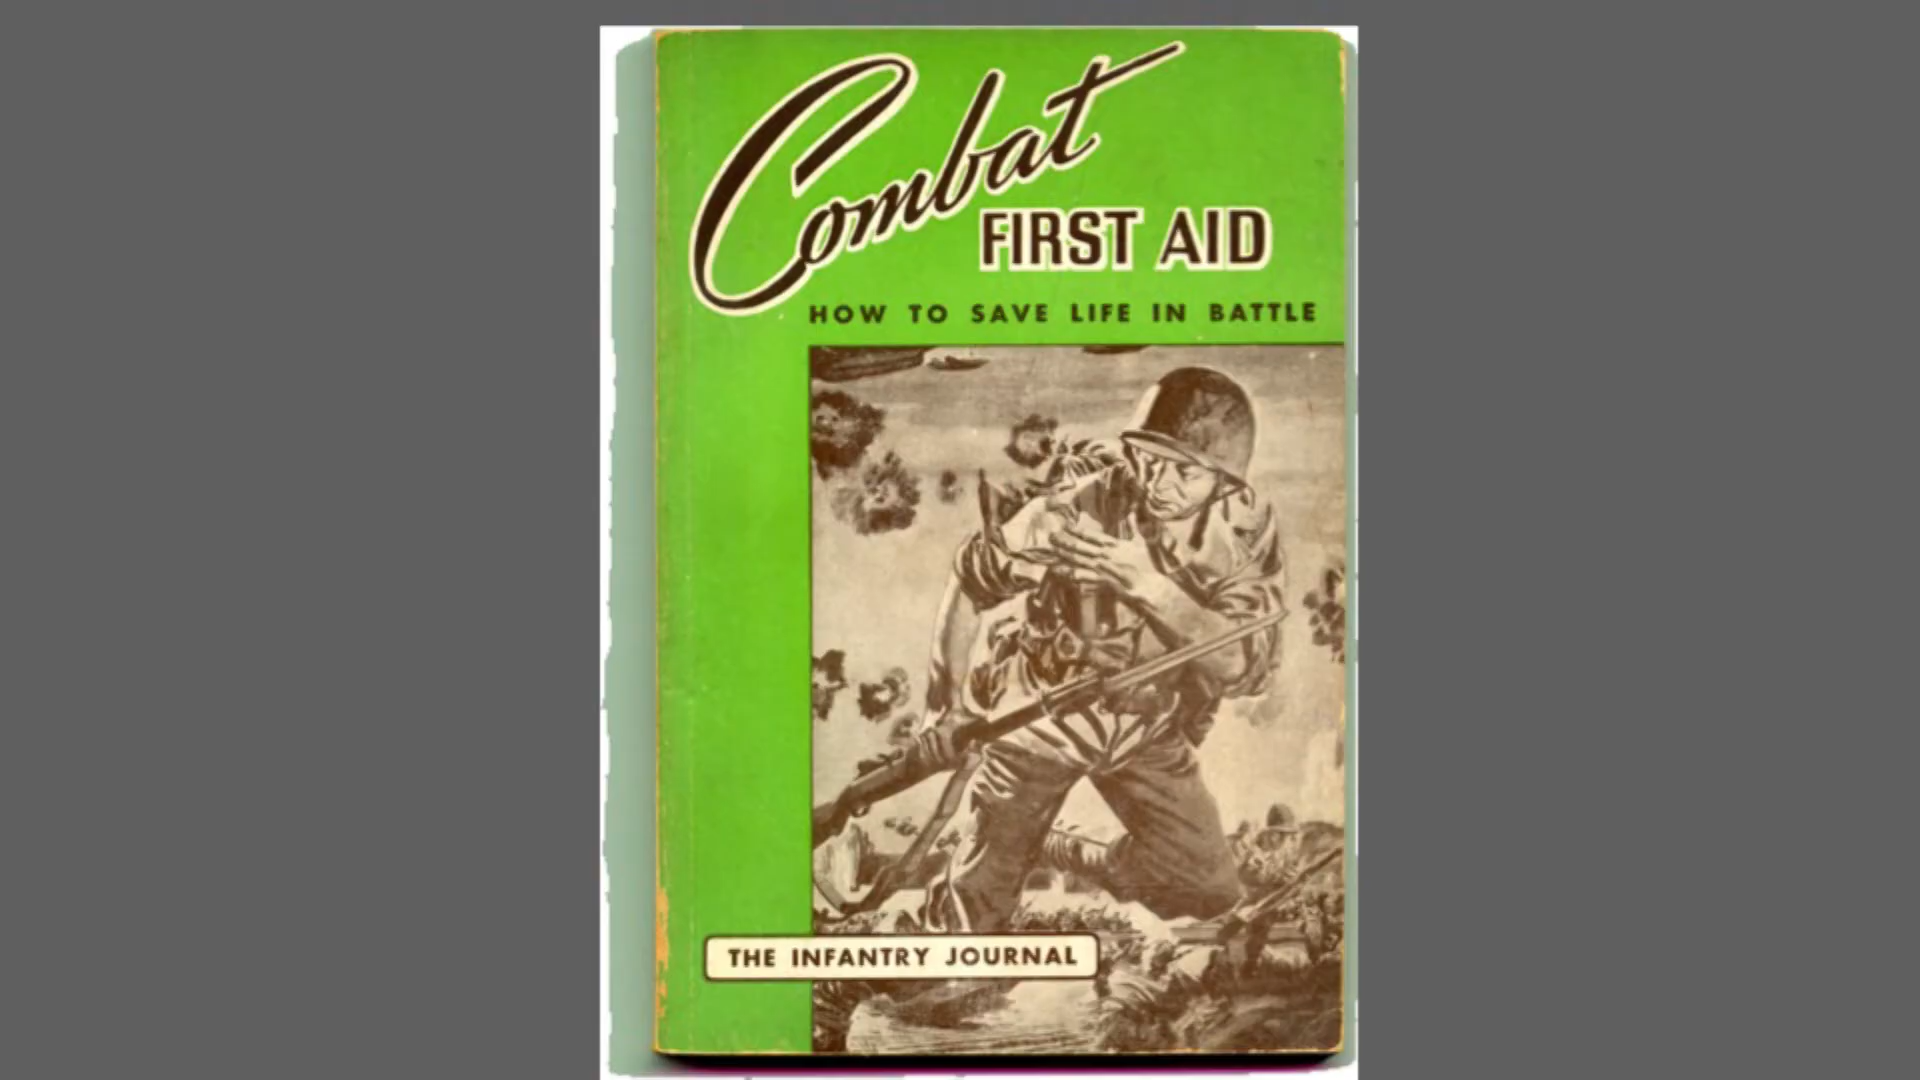 Combat
FIRST AID
HOW TO SAVE LIFE IN BATTLE
THE INFANTRY JOURNAL